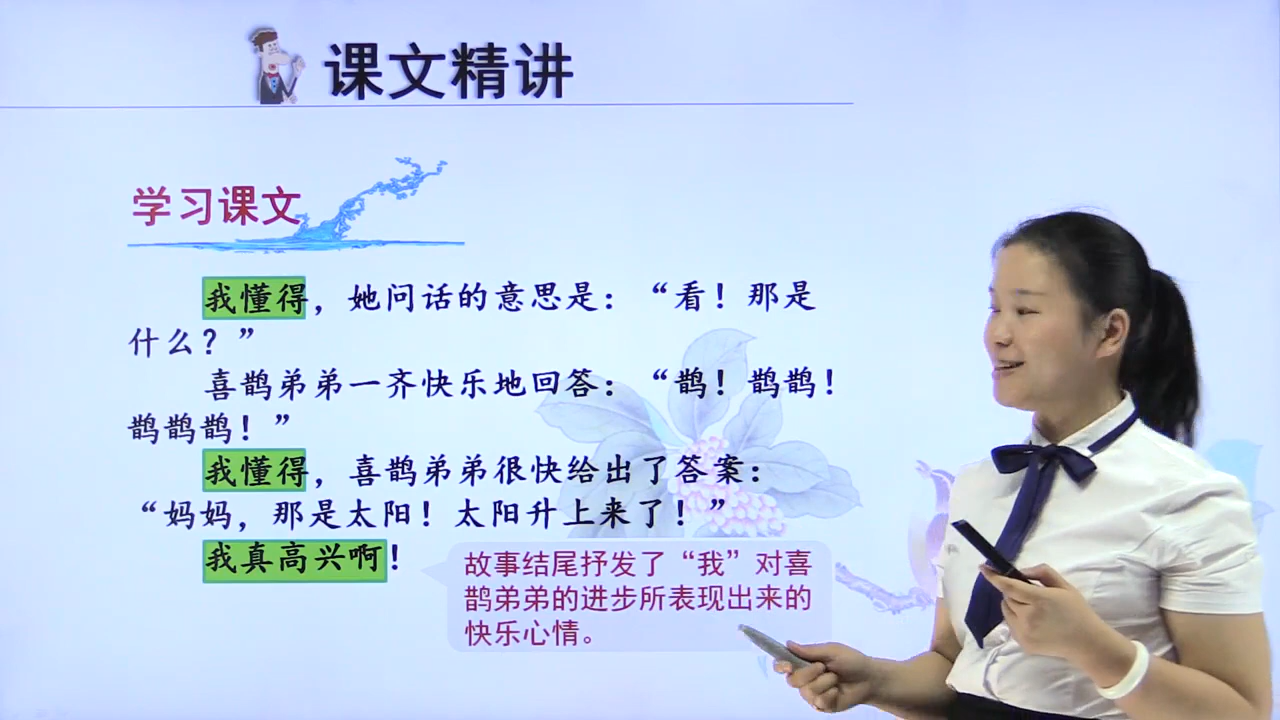 课文精讲
学习课文
我懂得，她问话的意思是：“看！那是
什么？”
喜鹊弟弟一齐快乐地回答：“鹊！鹊鹊！
鹊鹊鹊！”
我懂得，喜鹊弟弟很快给出了答案：
“妈妈，那是太阳！太阳升上来了！”
我真高兴啊！
故事结尾抒发了“我”对喜
鹊弟弟的进步所表现出来的
快乐心情。